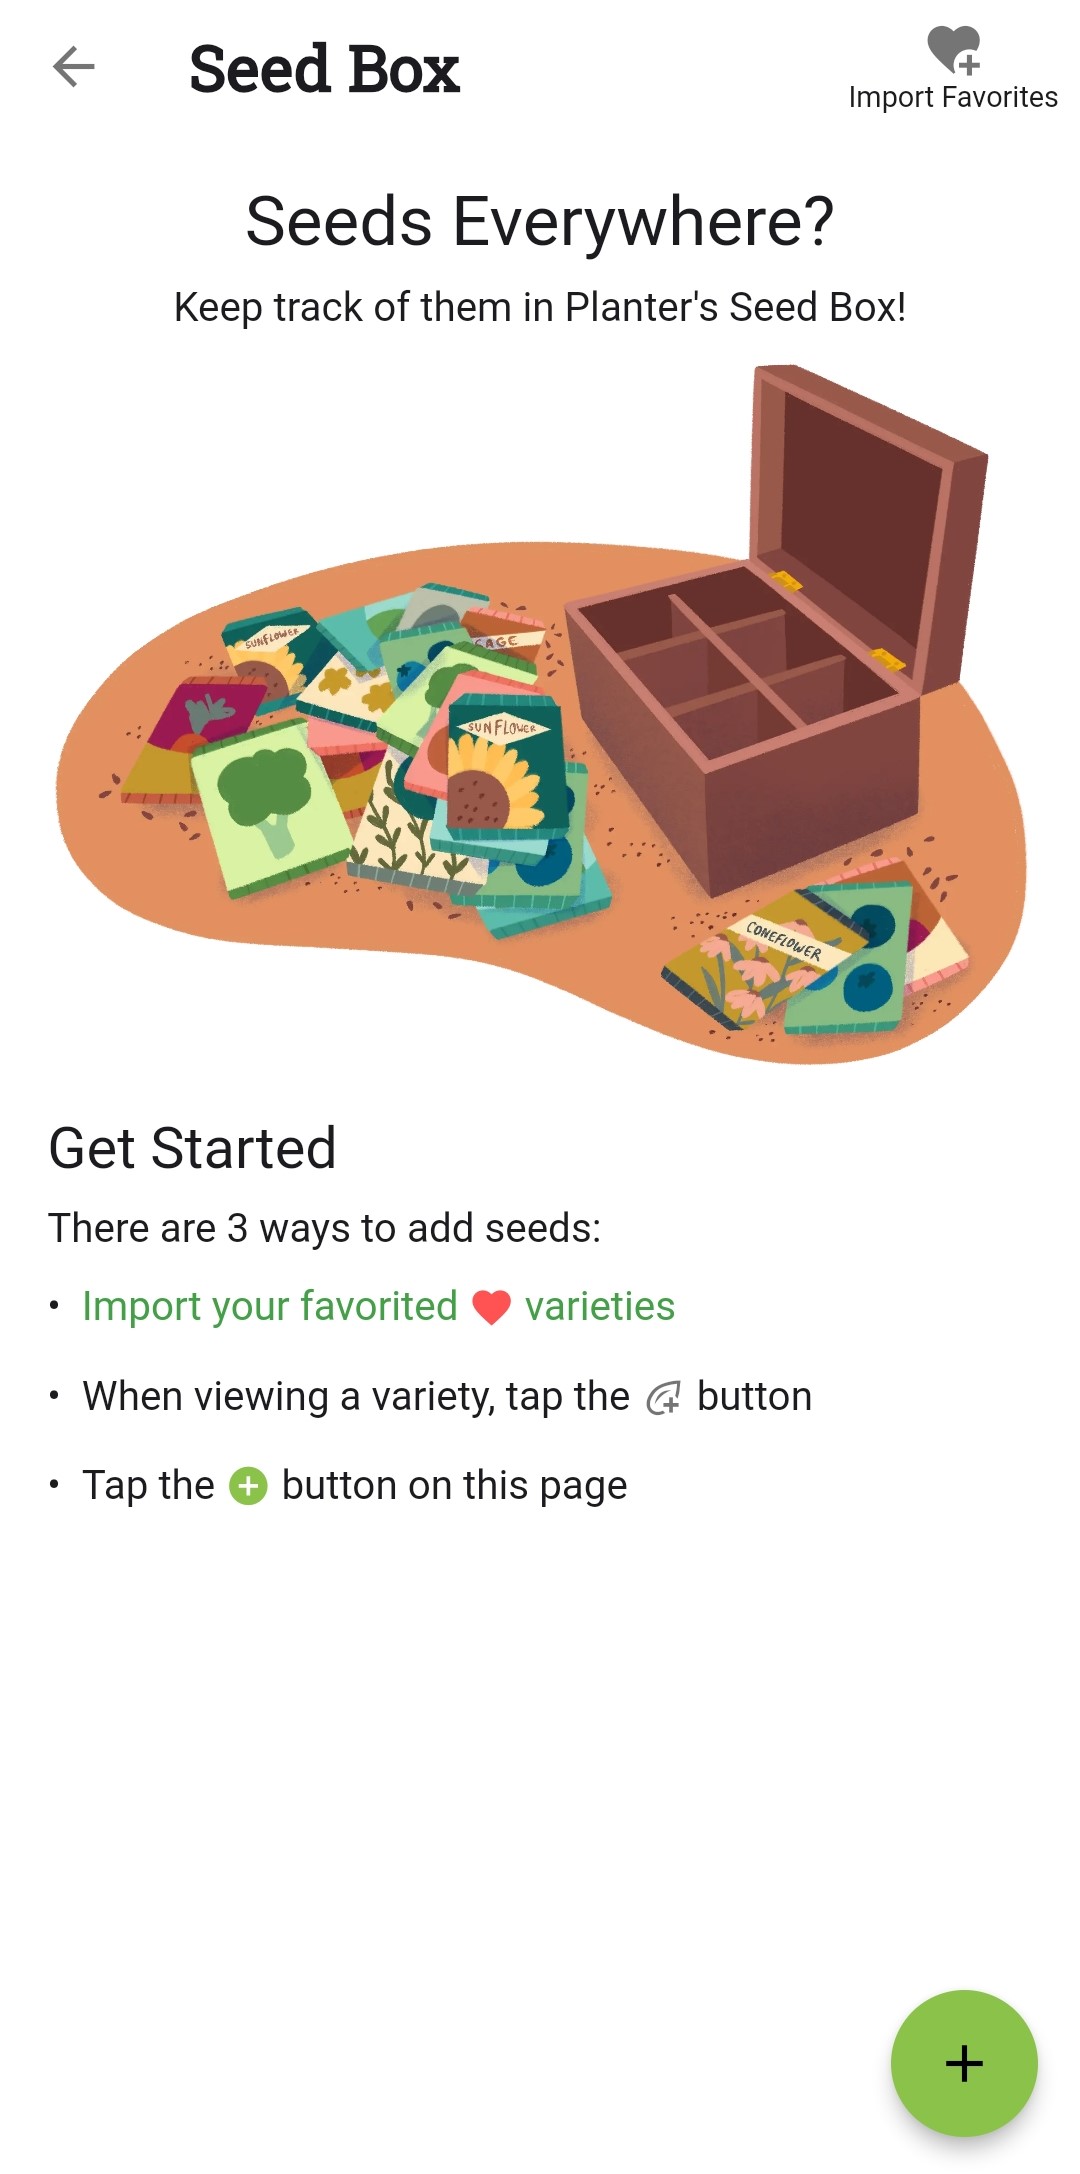 Seed Box
Import Favorites
Seeds Everywhere?
Keep track of them in Planter's Seed Box!
SUNFLOWER
SUNFLOWER
CONEFLOWER
Get Started
There are 3 ways to add seeds:
• Import your favorited varieties
• When viewing a variety, tap the button
• Tap the button on this page